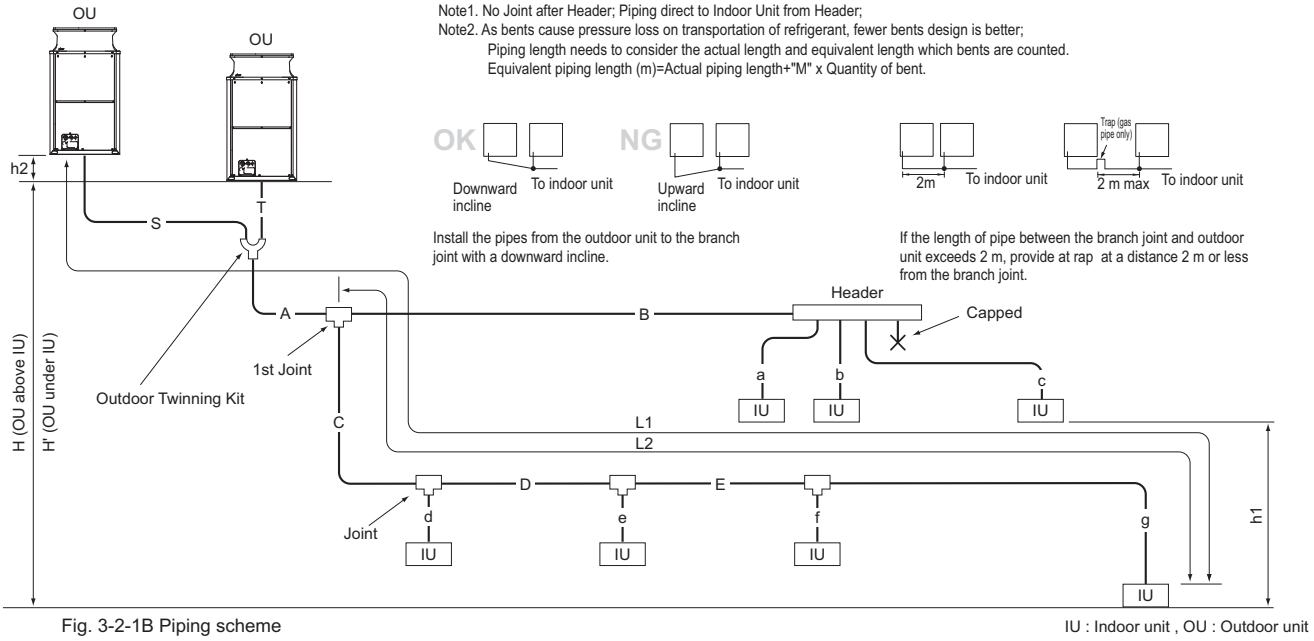 Note1. No Joint after Header; Piping direct to Indoor Unit from Header;
Note2. As bents cause pressure loss on transportation of refrigerant, fewer bents design is better;
Piping length needs to consider the actual length and equivalent length which bents are counted.
Equivalent piping length (m)=Actual piping length+"M" x Quantity of bent.
OU
OU
OK
NG
Trap (gas
pipe only)
Downward
incline
To indoor unit
Upward
incline
To indoor unit
2m
To indoor unit
2 m max
To indoor unit
Install the pipes from the outdoor unit to the branch
joint with a downward incline.
If the length of pipe between the branch joint and outdoor
unit exceeds 2 m, provide at rap at a distance 2 m or less
from the branch joint.
h2
S
T
Header
A
B
Capped
1st Joint
Outdoor Twinning Kit
a
b
c
IU
IU
IU
H (OU above IU)
H' (OU under IU)
C
L1
L2
D
E
Joint
d
e
f
g
h1
IU
IU
IU
IU
Fig. 3-2-1B Piping scheme
IU : Indoor unit , OU : Outdoor unit